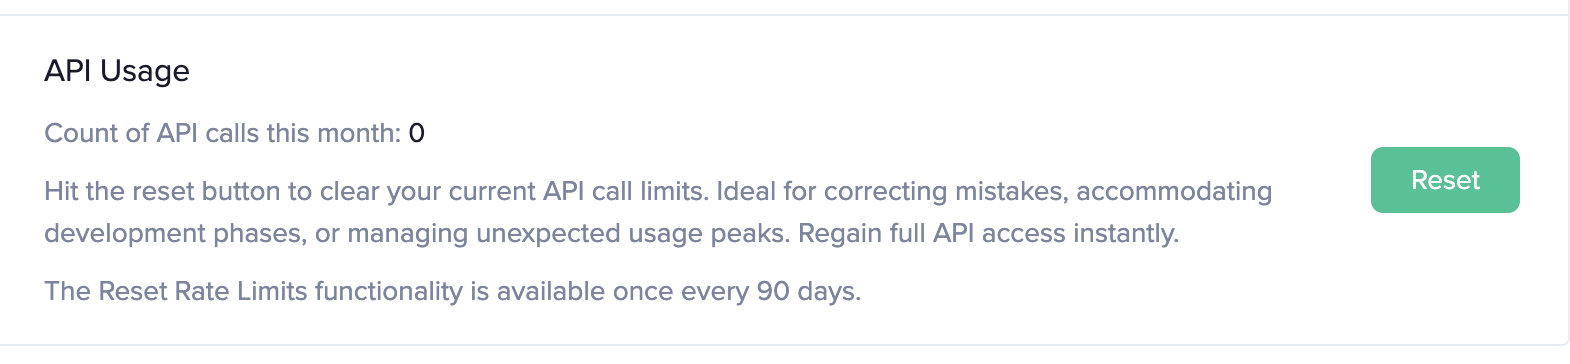 API Usage
Count of API calls this month: 0
Hit the reset button to clear your current API call limits. Ideal for correcting mistakes, accommodating
development phases, or managing unexpected usage peaks. Regain full API access instantly.
Reset
The Reset Rate Limits functionality is available once every 90 days.